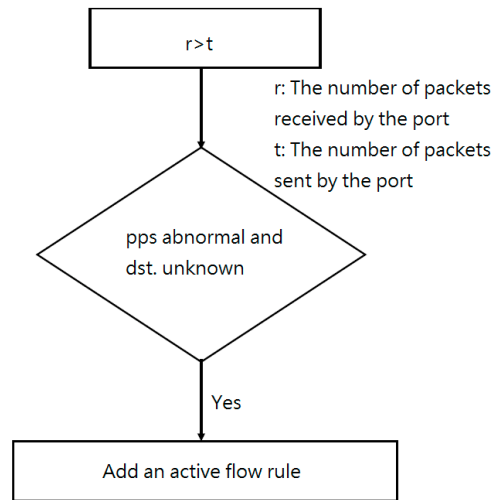 r>t
r: The number of packets
received by the port
t: The number of packets
sent by the port
pps abnormal and
dst. unknown
Yes
Add an active flow rule